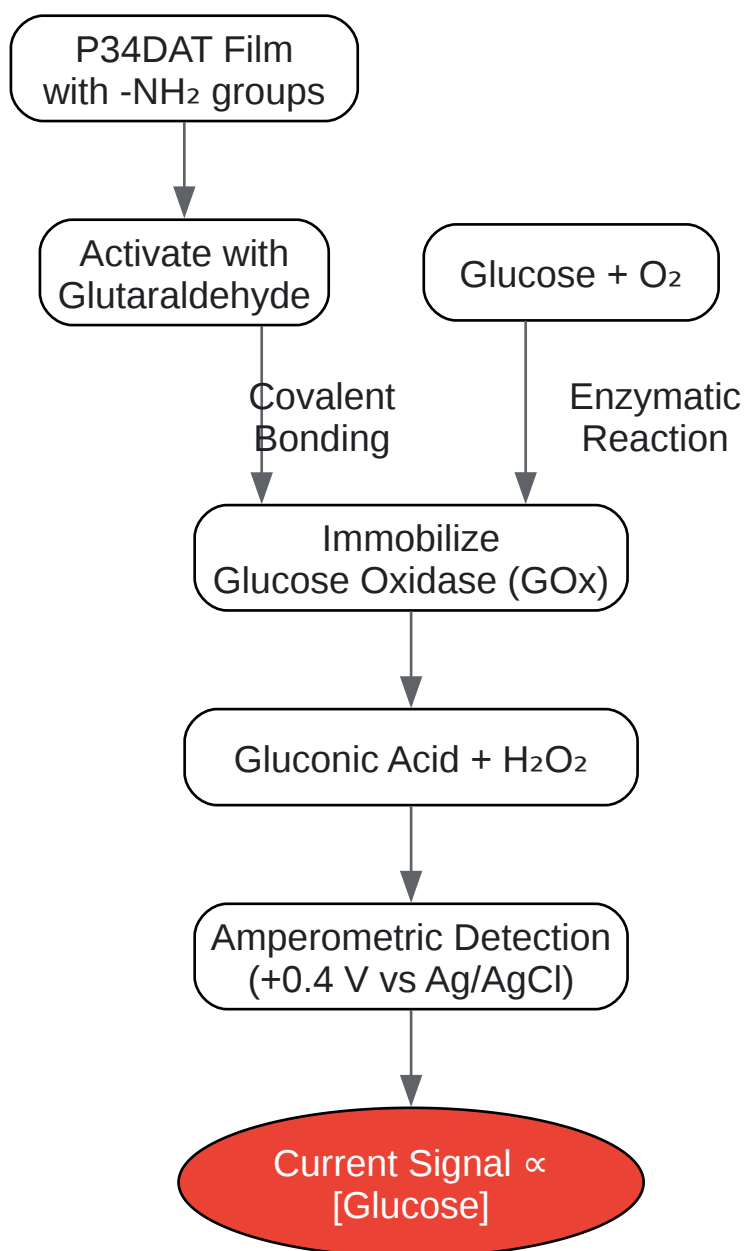 P34DAT Film
with -NH₂ groups
Activate with
Glutaraldehyde
Glucose + O₂
Covalent
Bonding
Enzymatic
Reaction
Immobilize
Glucose Oxidase (GOx)
Gluconic Acid + H₂O₂
Amperometric Detection
(+0.4 V vs Ag/AgCl)
Current Signal ∝
[Glucose]